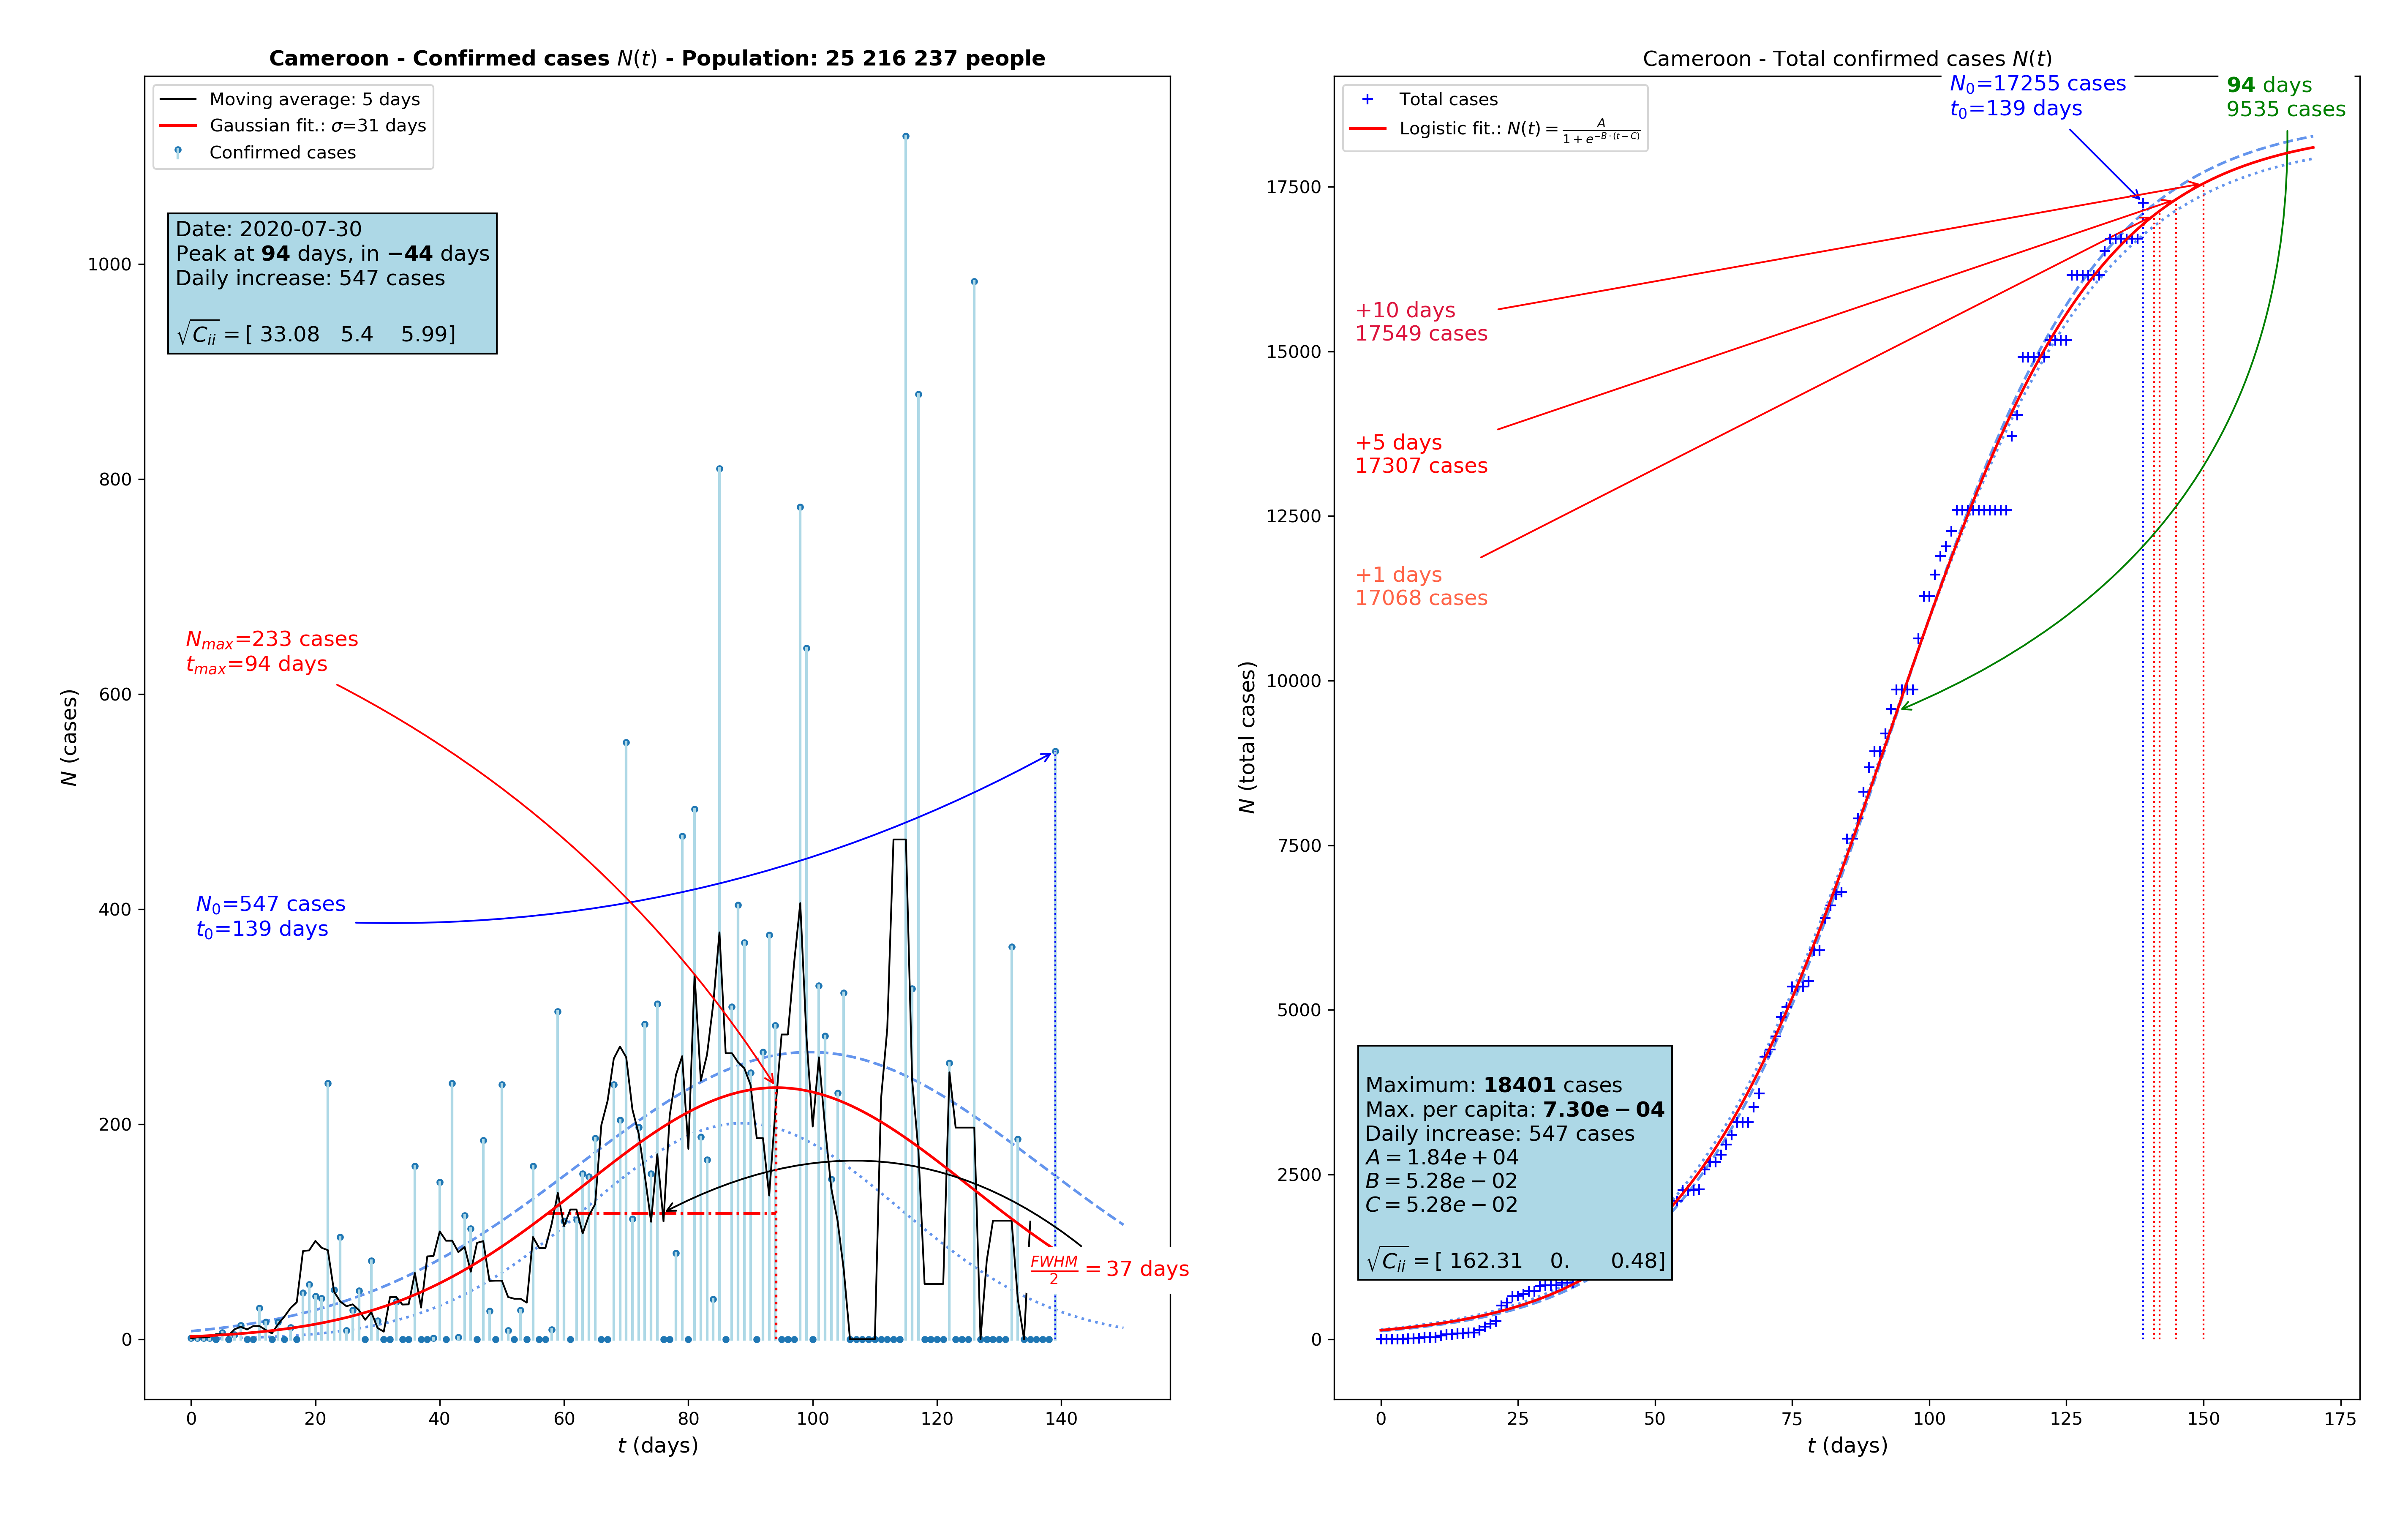 Cameroon - Confirmed cases N(t) - Population: 25 216 237 people
Moving average: 5 days
Gaussian fit.: σ=31 days
Confirmed cases
Date: 2020-07-30
Peak at 94 days, in −44 days
Daily increase: 547 cases
√C_ii = [ 33.08 5.4 5.99]
N_max=233 cases
t_max=94 days
N_0=547 cases
t_0=139 days
FWHM/2 = 37 days
1000
800
600
400
200
0
N (cases)
0 20 40 60 80 100 120 140
t (days)
Cameroon - Total confirmed cases N(t)
Total cases
Logistic fit.: N(t) = A/(1 + e^{−B·(t−C)})
N_0=17255 cases
t_0=139 days
94 days
9535 cases
+10 days
17549 cases
+5 days
17307 cases
+1 days
17068 cases
Maximum: 18401 cases
Max. per capita: 7.30e − 04
Daily increase: 547 cases
A = 1.84e + 04
B = 5.28e − 02
C = 5.28e − 02
√C_ii = [ 162.31 0. 0.48]
17500
15000
12500
10000
7500
5000
2500
0
N (total cases)
0 25 50 75 100 125 150 175
t (days)